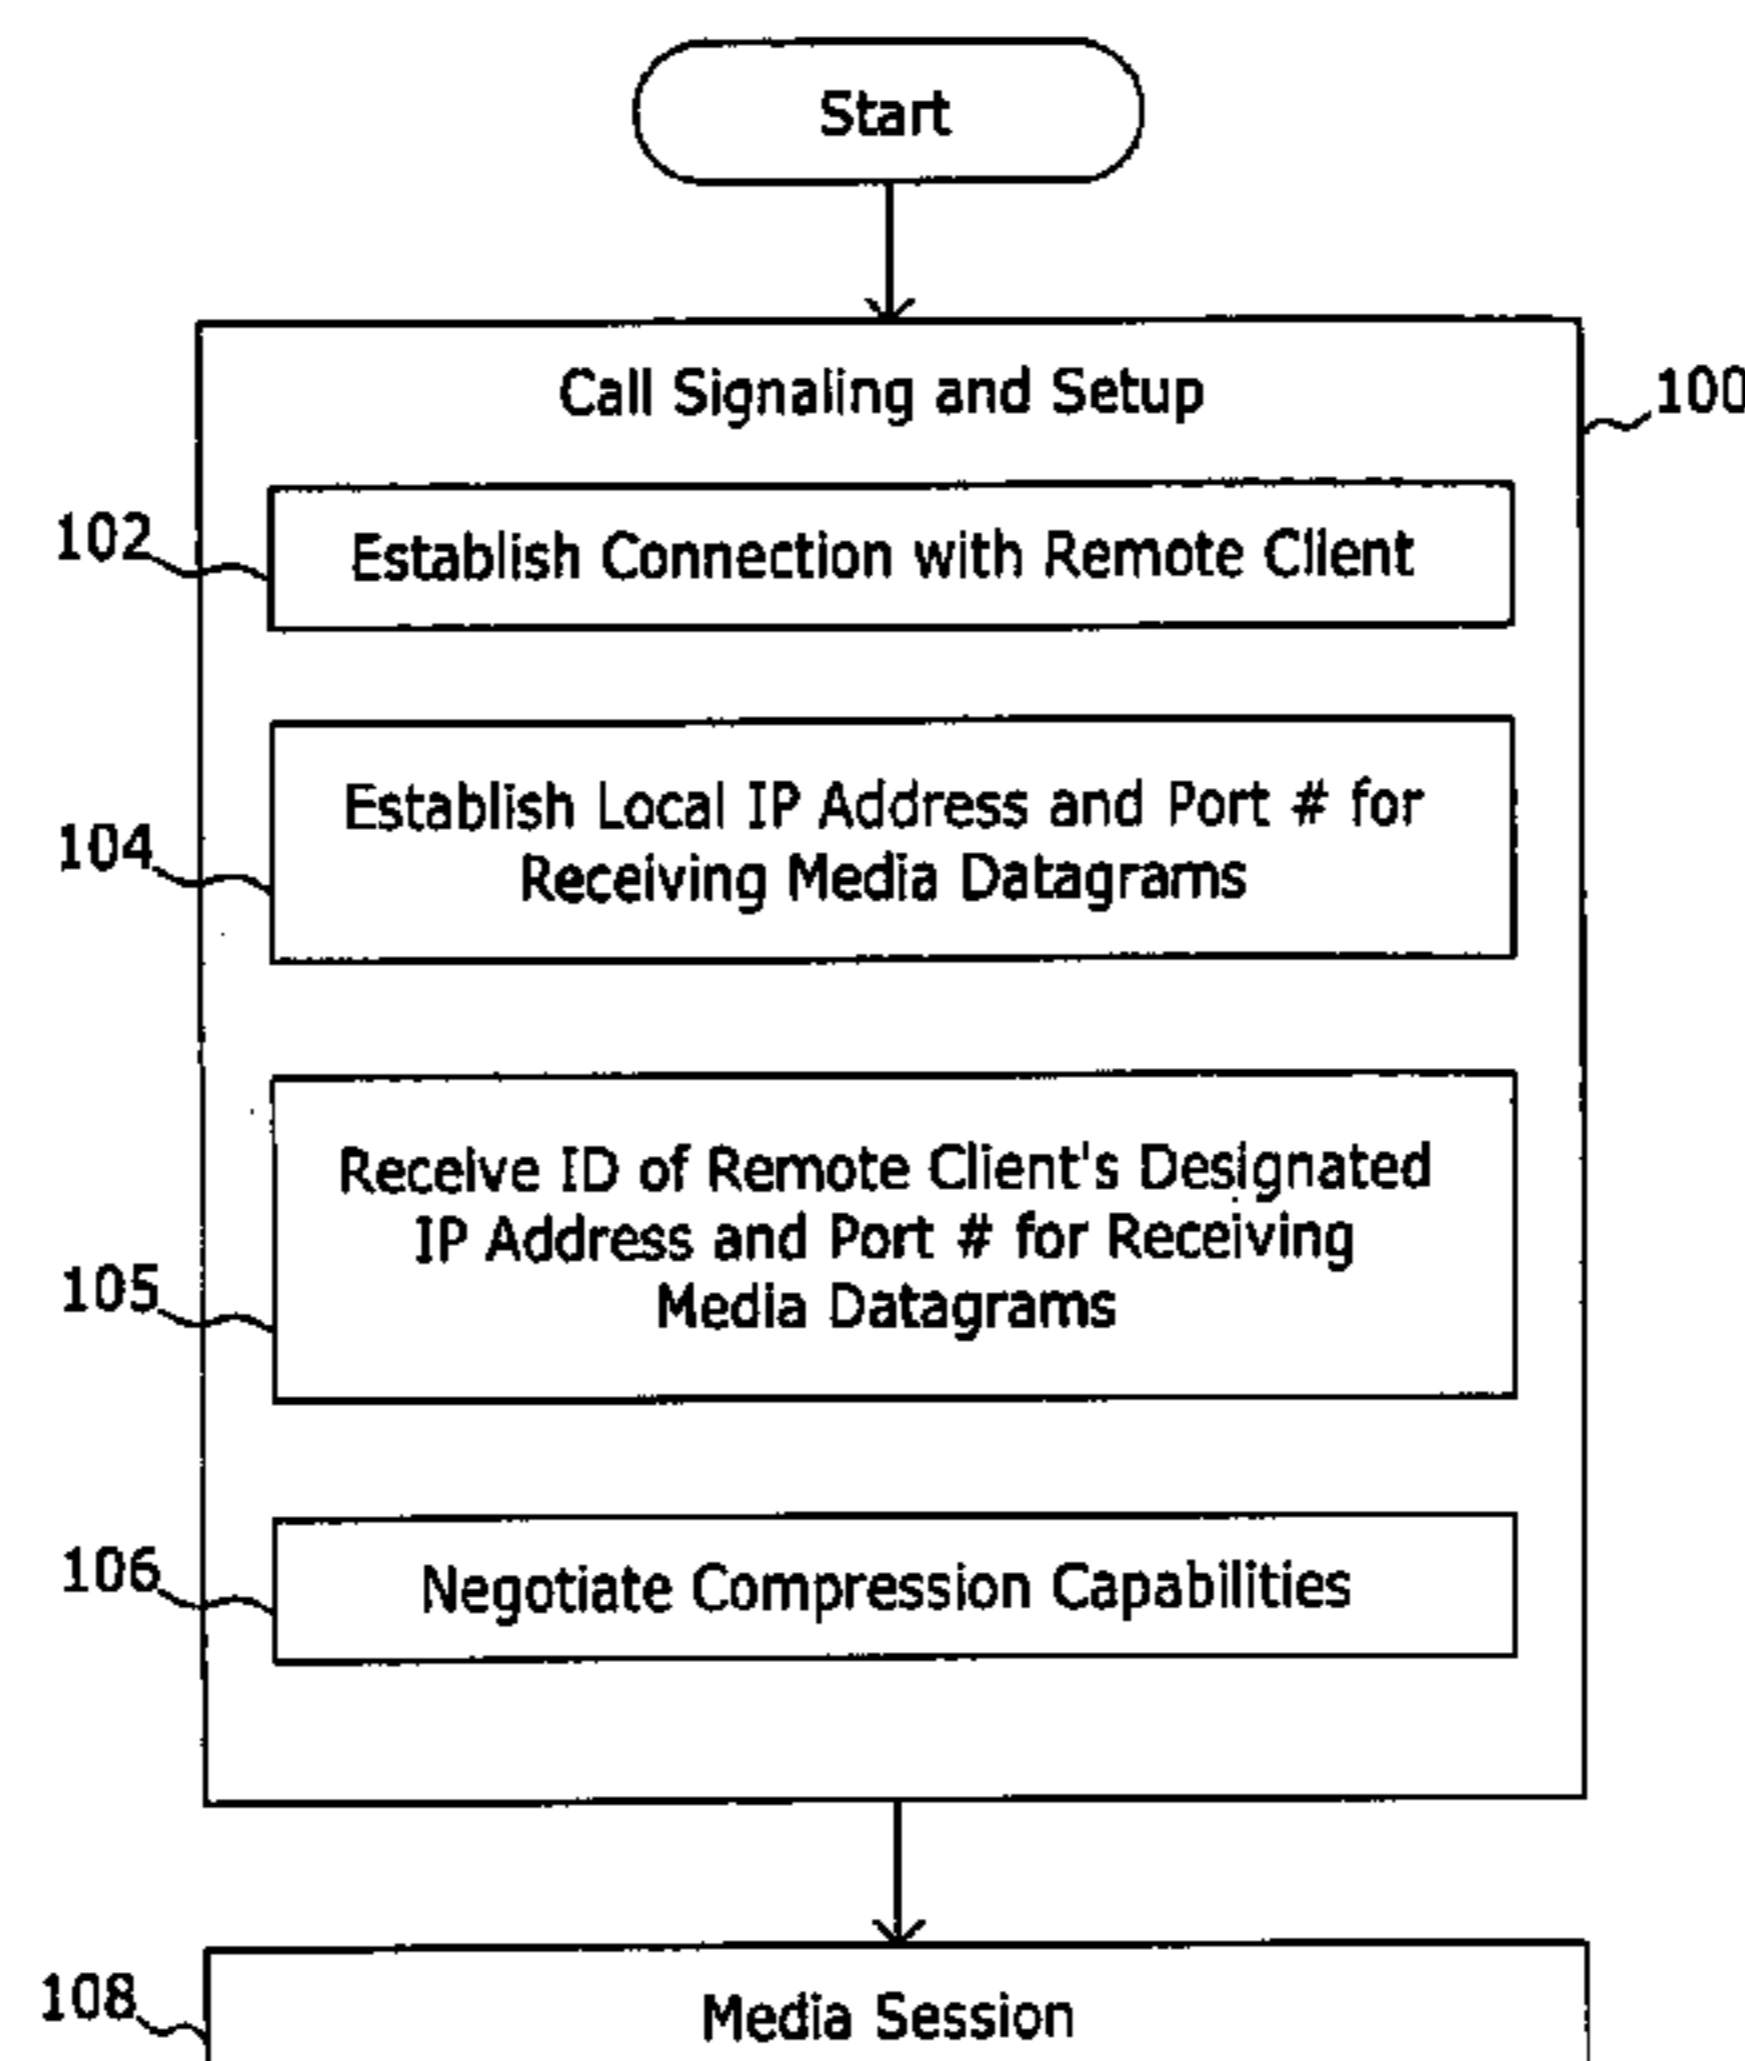 Start
Call Signaling and Setup
100
102
Establish Connection with Remote Client
Establish Local IP Address and Port # for
104
Receiving Media Datagrams
Receive ID of Remote Client's Designated
IP Address and Port # for Receiving
105
Media Datagrams
106
Negotiate Compression Capabilities
108
Media Session